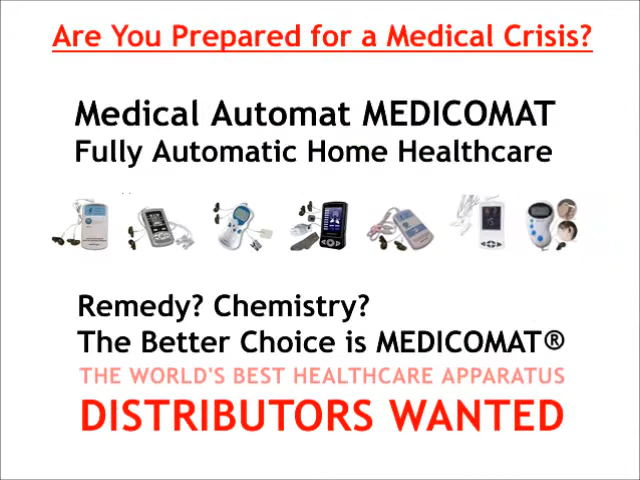 Are You Prepared for a Medical Crisis?
Medical Automat MEDICOMAT
Fully Automatic Home Healthcare
Remedy? Chemistry?
The Better Choice is MEDICOMAT®
THE WORLD'S BEST HEALTHCARE APPARATUS
DISTRIBUTORS WANTED